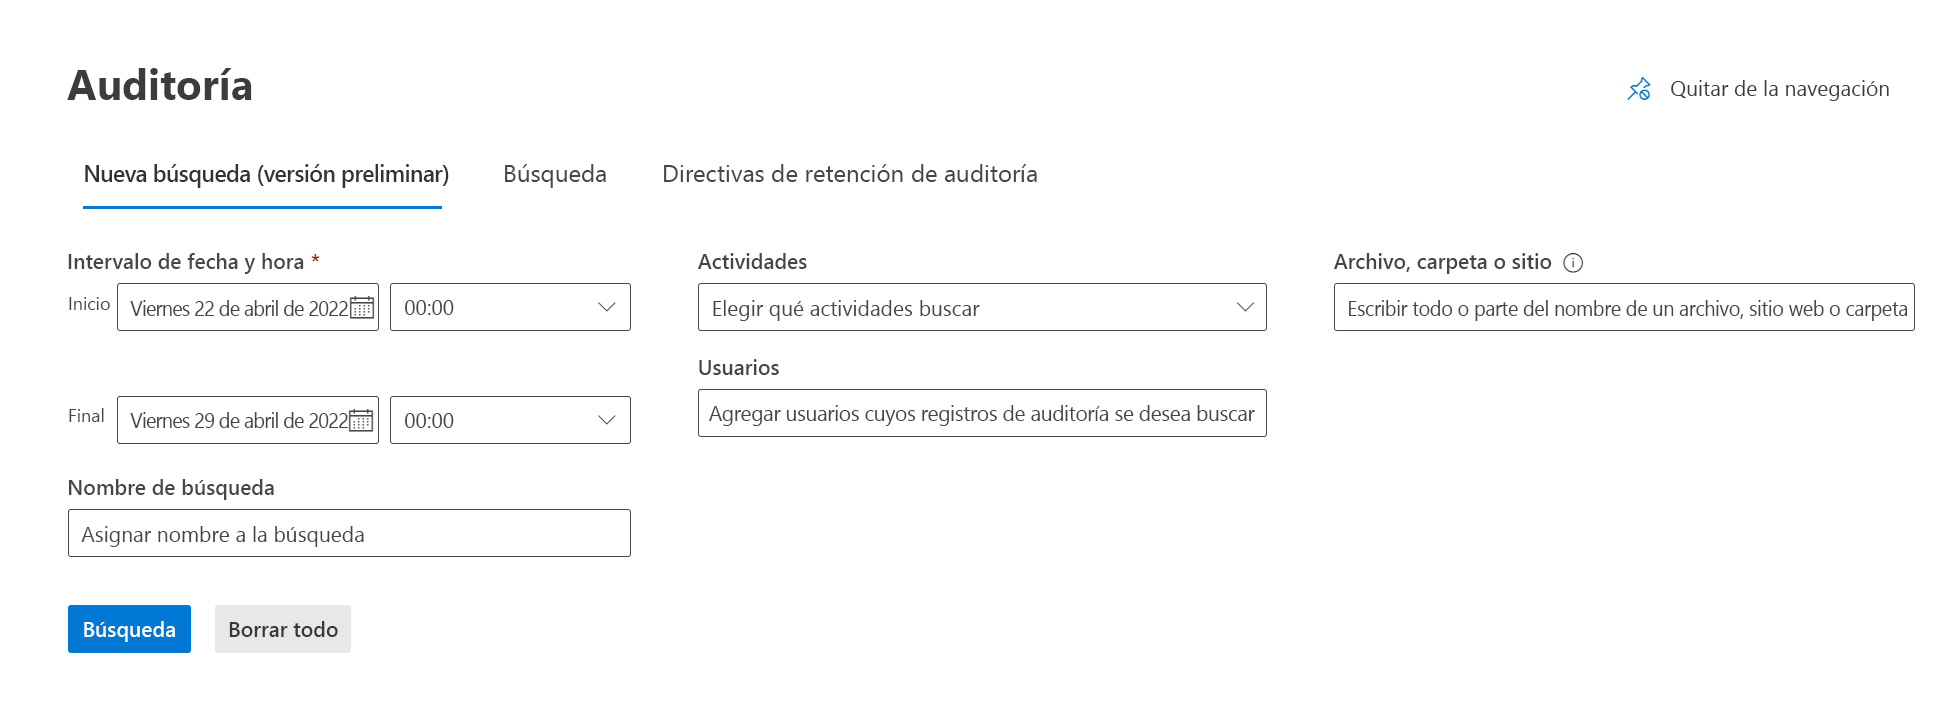 Auditoría
Quitar de la navegación
Nueva búsqueda (versión preliminar)
Búsqueda
Directivas de retención de auditoría
Intervalo de fecha y hora *
Inicio
Viernes 22 de abril de 2022
00:00
Final
Viernes 29 de abril de 2022
00:00
Nombre de búsqueda
Asignar nombre a la búsqueda
Actividades
Elegir qué actividades buscar
Usuarios
Agregar usuarios cuyos registros de auditoría se desea buscar
Archivo, carpeta o sitio
Escribir todo o parte del nombre de un archivo, sitio web o carpeta
Búsqueda
Borrar todo